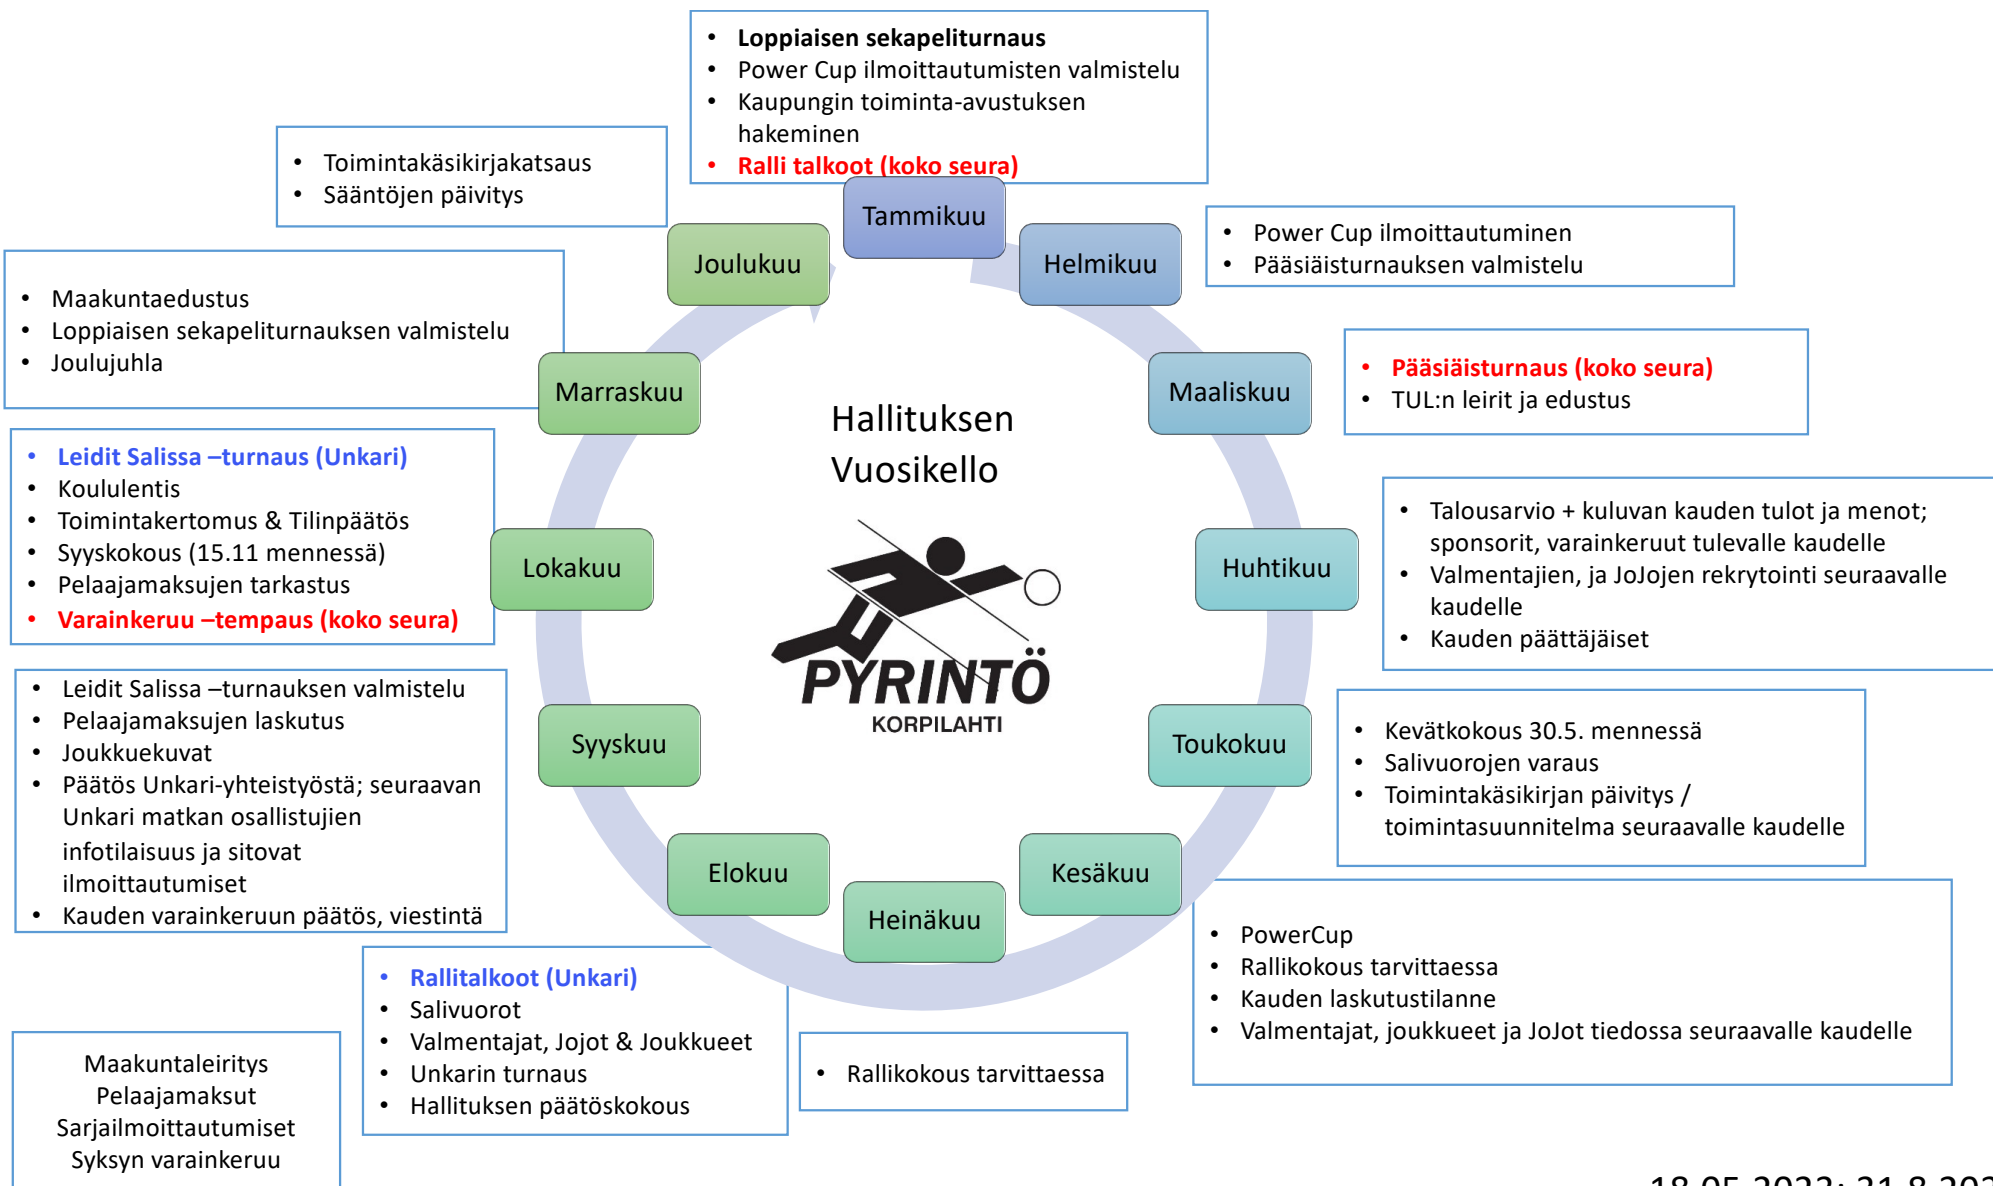 • Loppiaisen sekapeliturnaus
• Power Cup ilmoittautumisten valmistelu
• Kaupungin toiminta-avustuksen
hakeminen
• Ralli talkoot (koko seura)
Tammikuu
• Power Cup ilmoittautuminen
• Pääsiäisturnauksen valmistelu
Helmikuu
• Pääsiäisturnaus (koko seura)
• TUL:n leirit ja edustus
Maaliskuu
• Talousarvio + kuluvan kauden tulot ja menot;
sponsorit, varainkeruut tulevalle kaudelle
• Valmentajien, ja JoJojen rekrytointi seuraavalle
kaudelle
• Kauden päättäjäiset
Huhtikuu
• Kevätkokous 30.5. mennessä
• Salivuorojen varaus
• Toimintakäsikirjan päivitys /
toimintasuunnitelma seuraavalle kaudelle
Toukokuu
• PowerCup
• Rallikokous tarvittaessa
• Kauden laskutustilanne
• Valmentajat, joukkueet ja JoJot tiedossa seuraavalle kaudelle
Kesäkuu
• Rallikokous tarvittaessa
Heinäkuu
• Rallitalkoot (Unkari)
• Salivuorot
• Valmentajat, Jojot & Joukkueet
• Unkarin turnaus
• Hallituksen päätöskokous
Elokuu
• Leidit Salissa –turnauksen valmistelu
• Pelaajamaksujen laskutus
• Joukkuekuvat
• Päätös Unkari-yhteistyöstä; seuraavan
Unkari matkan osallistujien
infotilaisuus ja sitovat
ilmoittautumiset
• Kauden varainkeruun päätös, viestintä
Syyskuu
• Leidit Salissa –turnaus (Unkari)
• Koululentis
• Toimintakertomus & Tilinpäätös
• Syyskokous (15.11 mennessä)
• Pelaajamaksujen tarkastus
• Varainkeruu –tempaus (koko seura)
Lokakuu
• Maakuntaedustus
• Loppiaisen sekapeliturnauksen valmistelu
• Joulujuhla
Marraskuu
• Toimintakäsikirjakatsaus
• Sääntöjen päivitys
Joulukuu
Hallituksen
Vuosikello
PYRINTÖ
KORPILAHTI
Maakuntaleiritys
Pelaajamaksut
Sarjailmoittautumiset
Syksyn varainkeruu
18.05.2023; 31.8.202